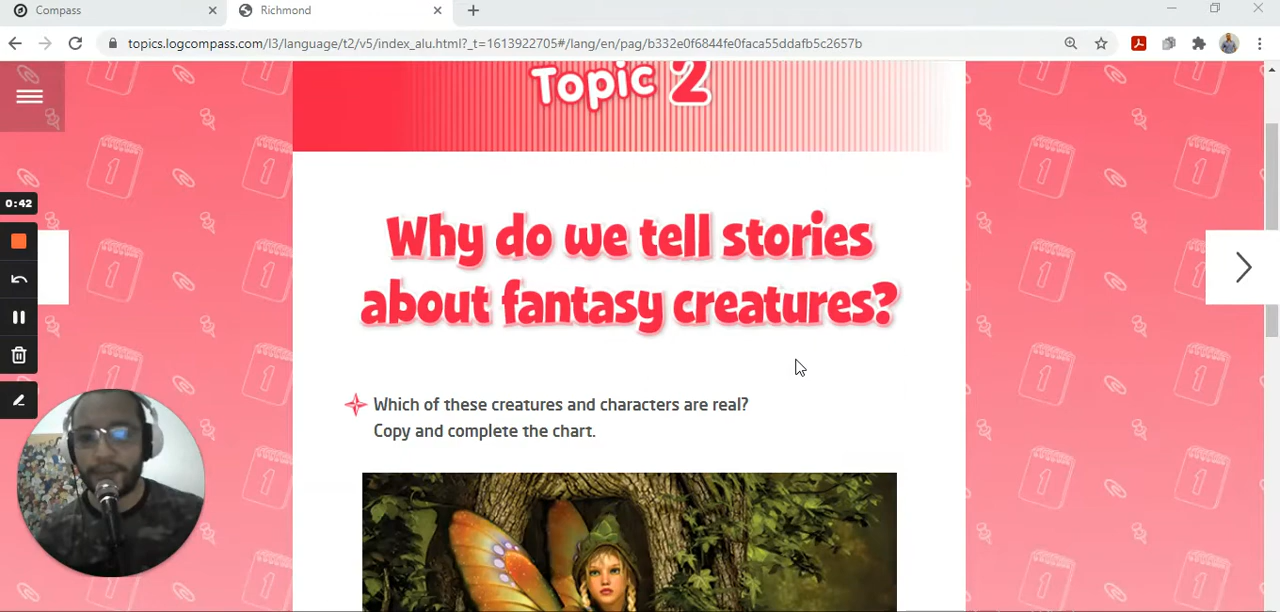 Compass
Richmond
topics.logcompass.com/l3/language/t2/v5/index_alu.html?_t=1613922705#/lang/en/pag/b332e0f6844fe0faca55ddafb5c2657b
Topic 2
0:42
Why do we tell stories
about fantasy creatures?
Which of these creatures and characters are real?
Copy and complete the chart.